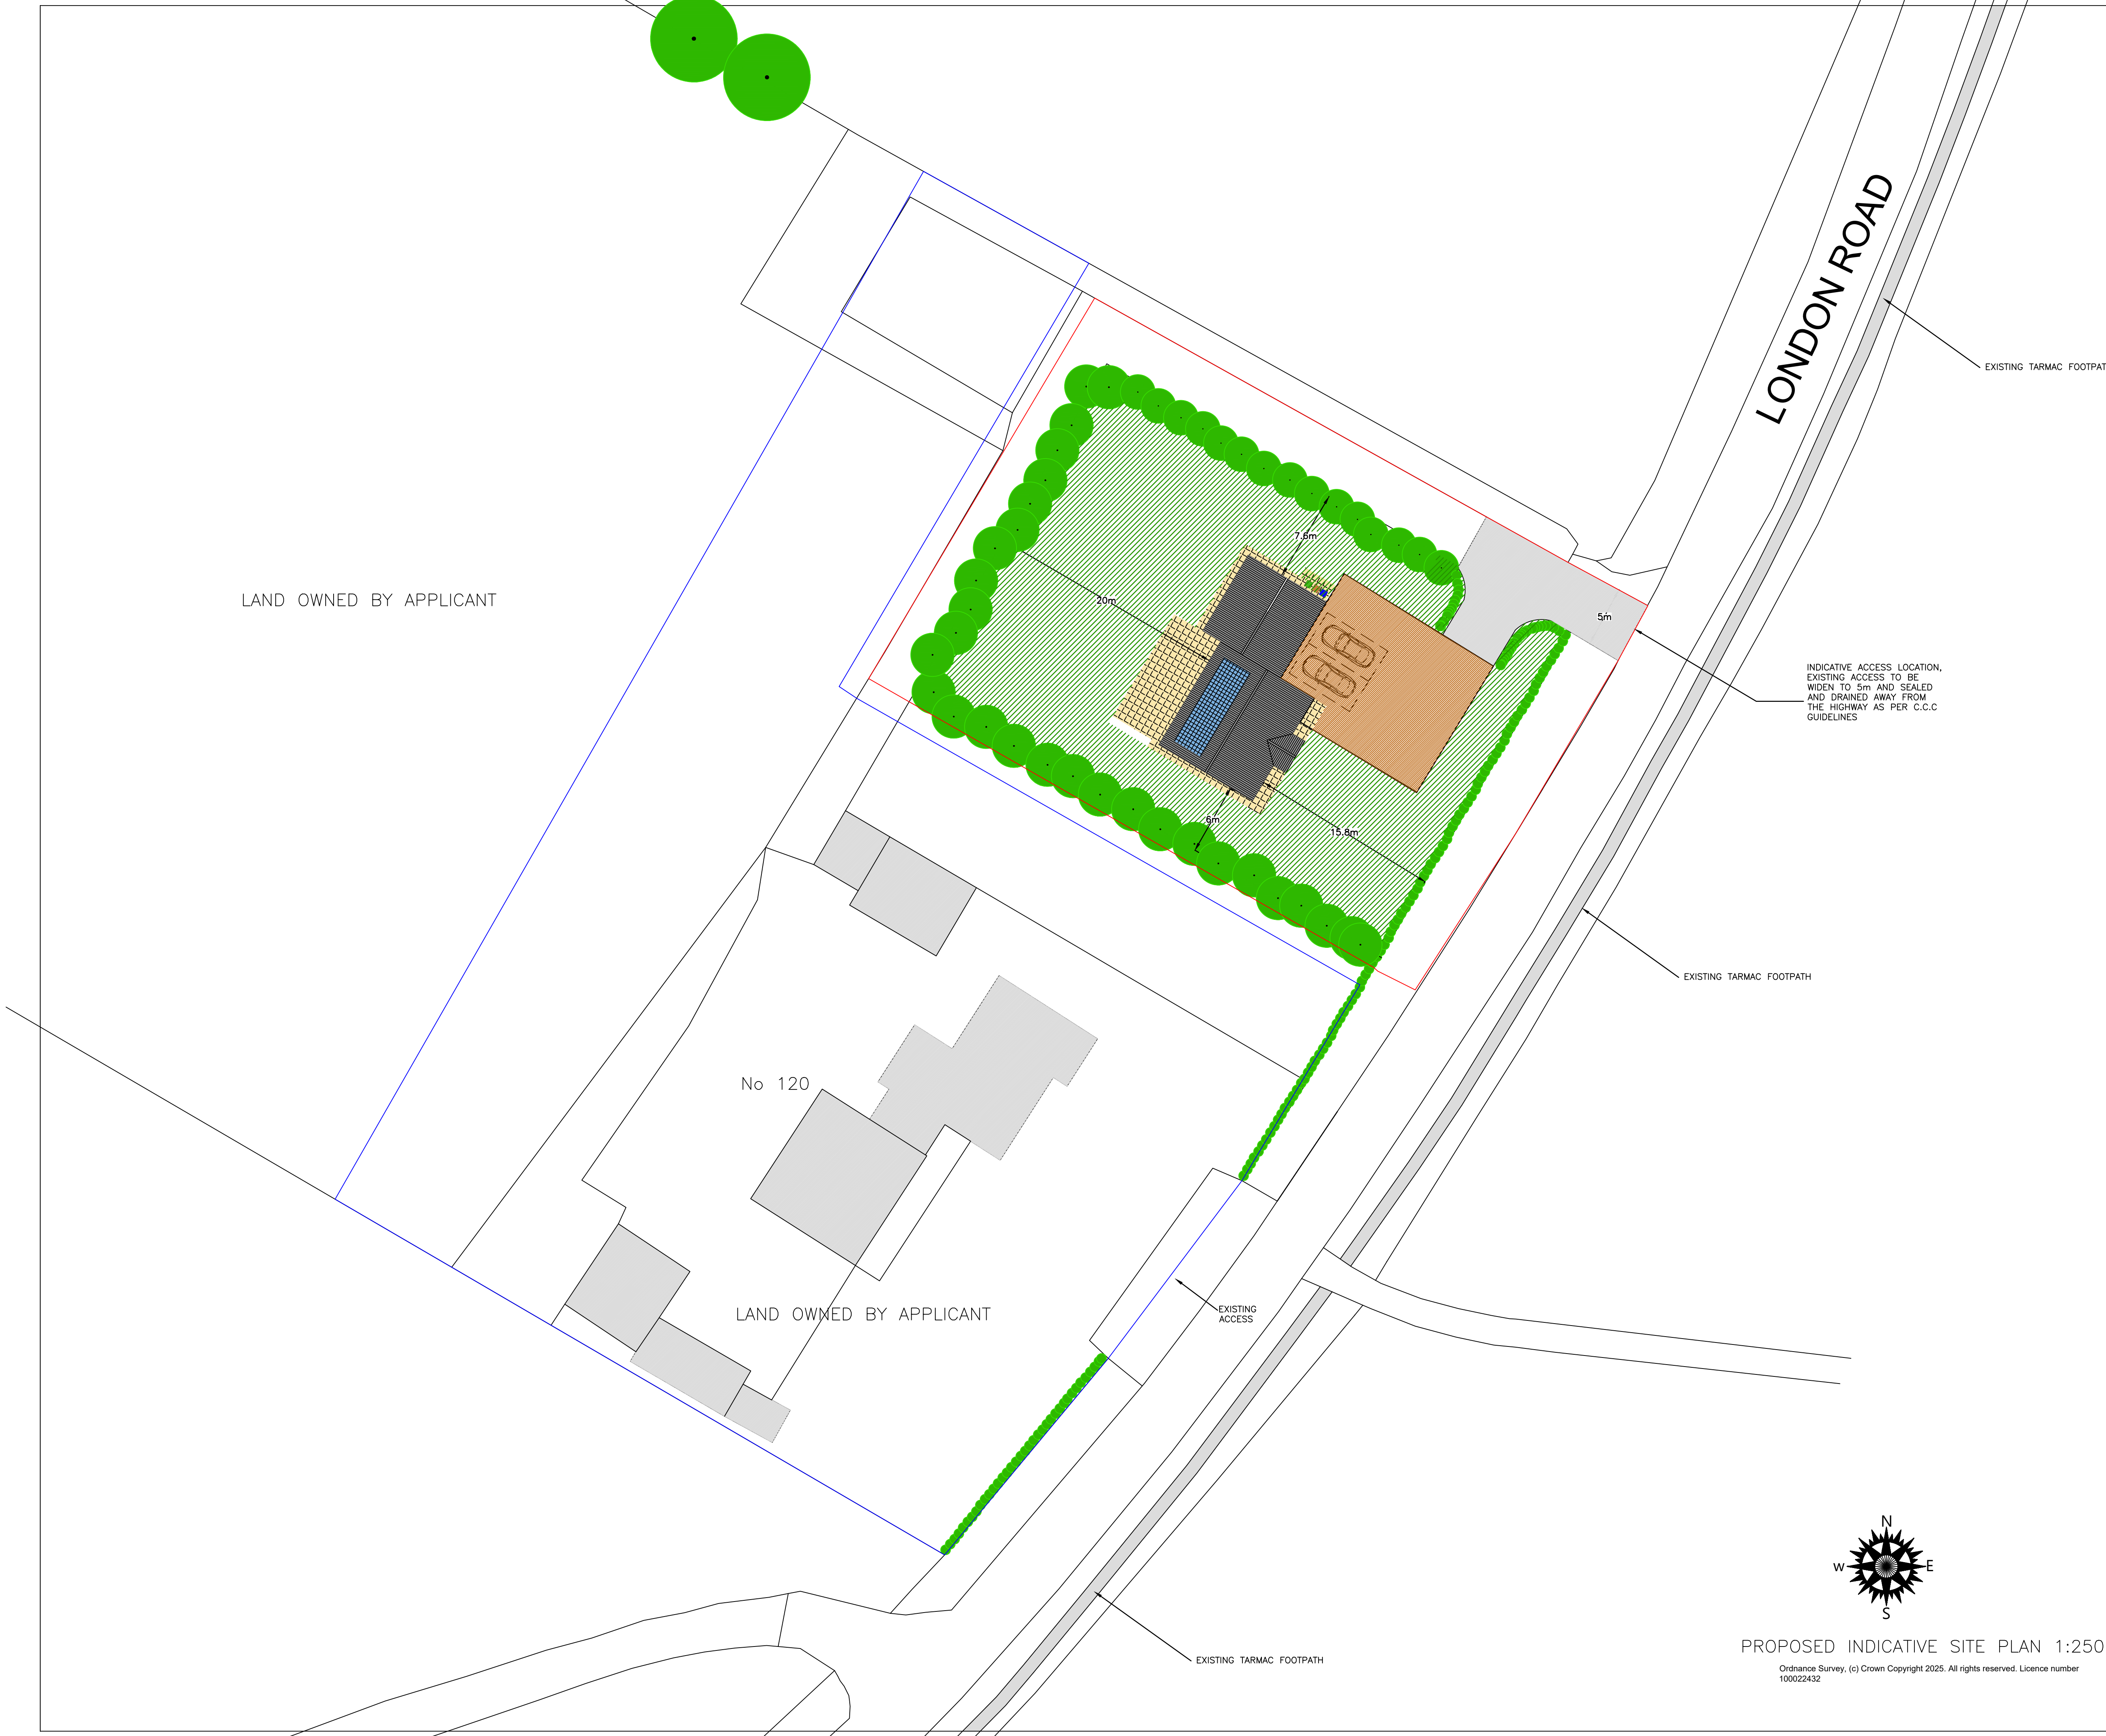 LONDON ROAD
EXISTING TARMAC FOOTPAT
7.6m
20m
5m
LAND OWNED BY APPLICANT
INDICATIVE ACCESS LOCATION,
EXISTING ACCESS TO BE
WIDEN TO 5m AND SEALED
AND DRAINED AWAY FROM
THE HIGHWAY AS PER C.C.C
GUIDELINES
6m
15.8m
EXISTING TARMAC FOOTPATH
No 120
LAND OWNED BY APPLICANT
EXISTING
ACCESS
N
W
E
S
PROPOSED INDICATIVE SITE PLAN 1:250
EXISTING TARMAC FOOTPATH
Ordnance Survey, (c) Crown Copyright 2025. All rights reserved. Licence number
100022432